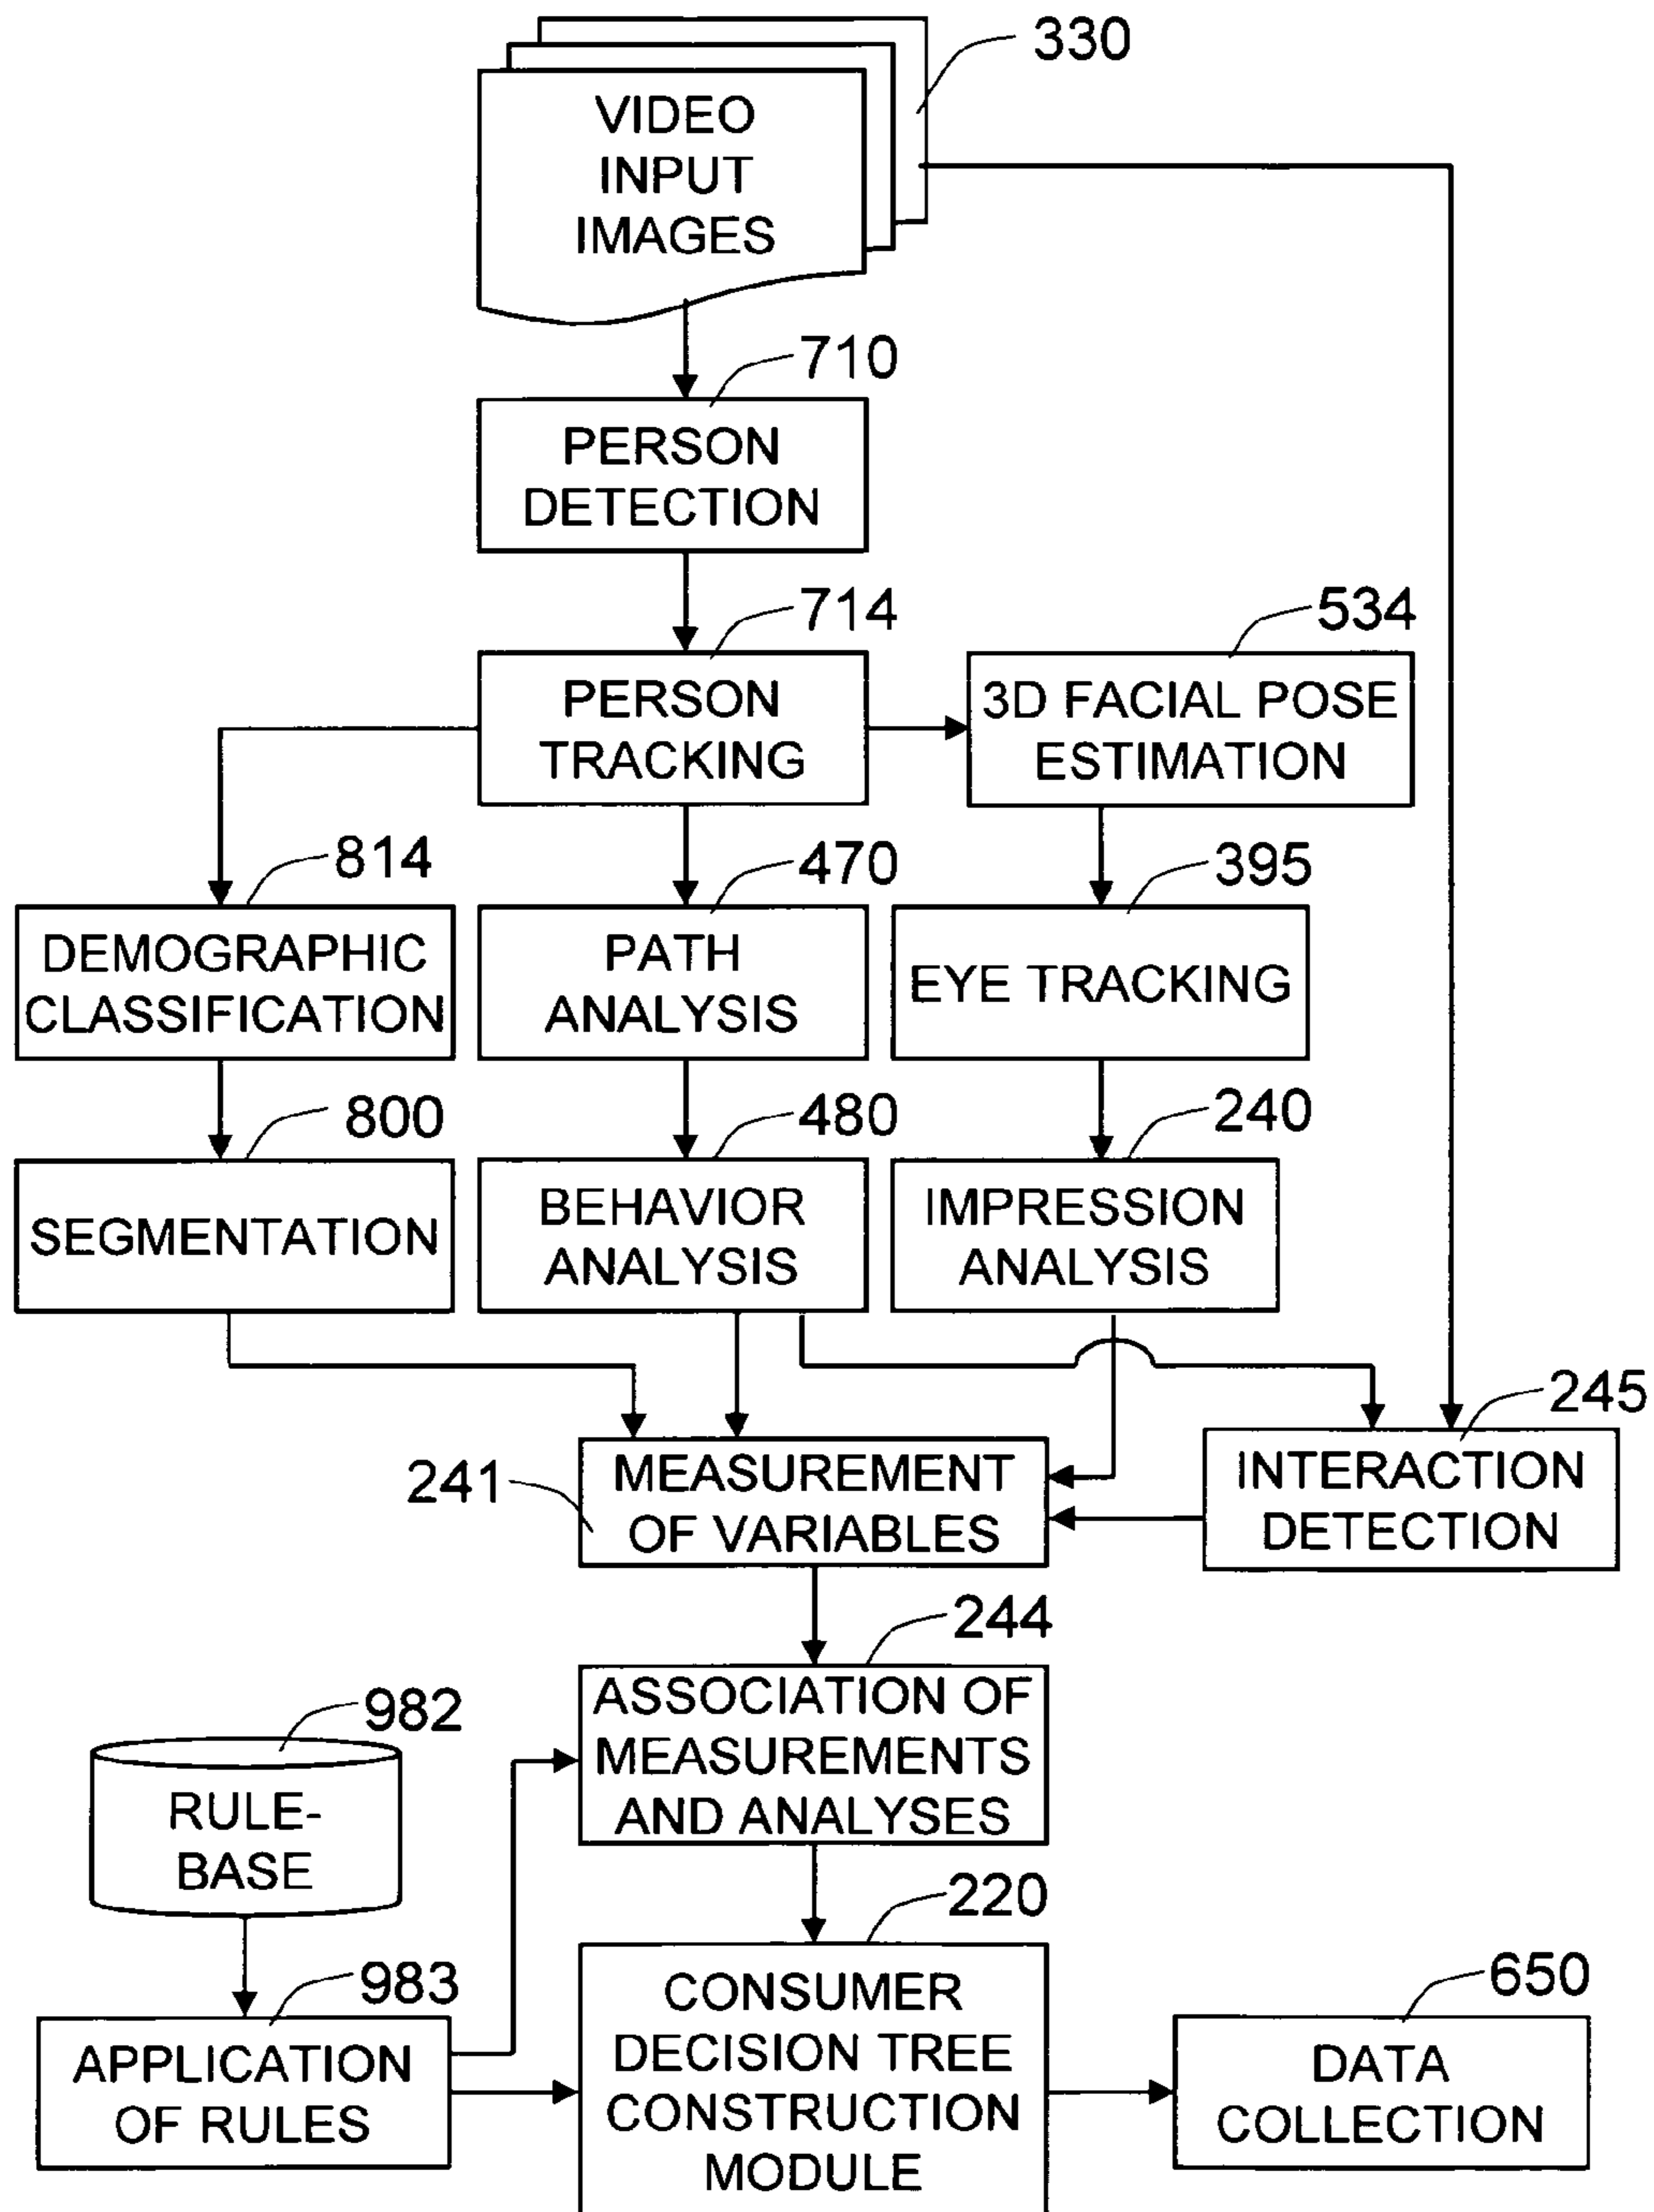 330
VIDEO
INPUT
IMAGES
710
PERSON
DETECTION
714
PERSON
TRACKING
534
3D FACIAL POSE
ESTIMATION
814
DEMOGRAPHIC
CLASSIFICATION
470
PATH
ANALYSIS
395
EYE TRACKING
800
SEGMENTATION
480
BEHAVIOR
ANALYSIS
240
IMPRESSION
ANALYSIS
241
MEASUREMENT
OF VARIABLES
245
INTERACTION
DETECTION
244
ASSOCIATION OF
MEASUREMENTS
AND ANALYSES
982
RULE-
BASE
983
APPLICATION
OF RULES
220
CONSUMER
DECISION TREE
CONSTRUCTION
MODULE
650
DATA
COLLECTION